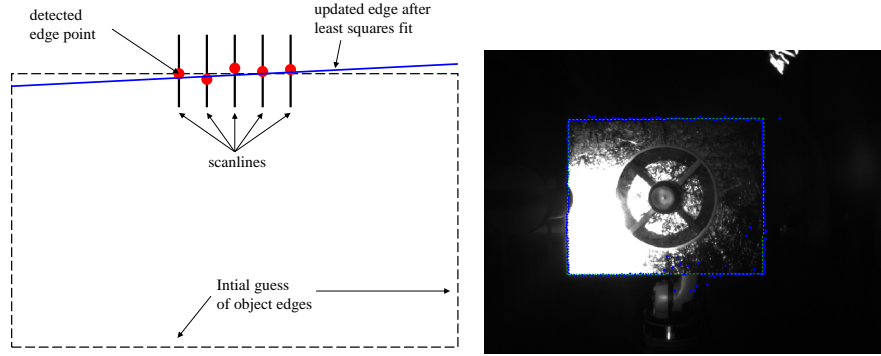 detected
edge point
updated edge after
least squares fit
scanlines
Intial guess
of object edges